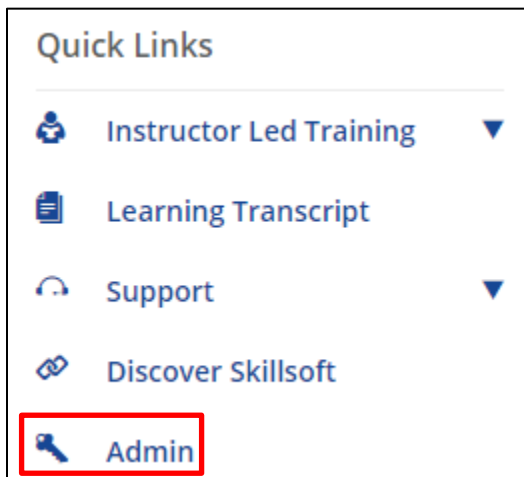 Quick Links
Instructor Led Training
Learning Transcript
Support
Discover Skillsoft
Admin